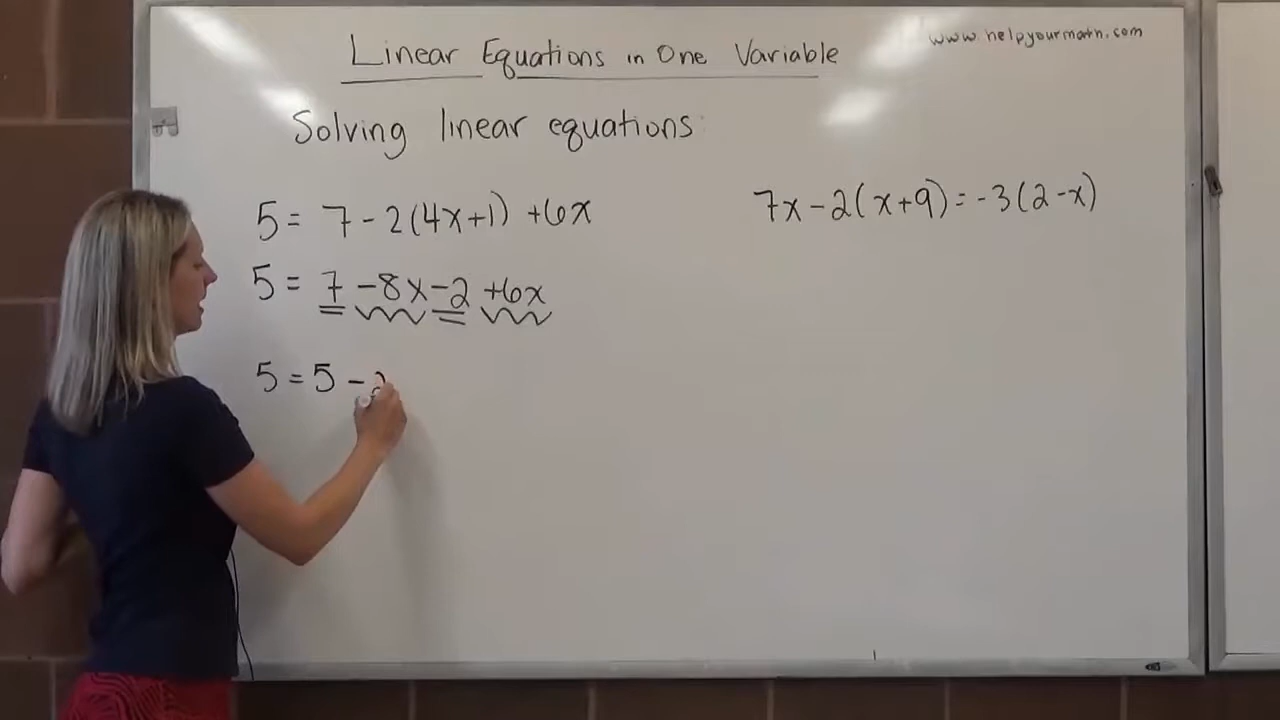 www.helpyourmath.com
Linear Equations in One Variable
Solving linear equations:
5 = 7 - 2(4x+1) +6x
5 = 7 -8x -2 +6x
5 = 5 - 2
7x - 2(x+9) = -3(2-x)